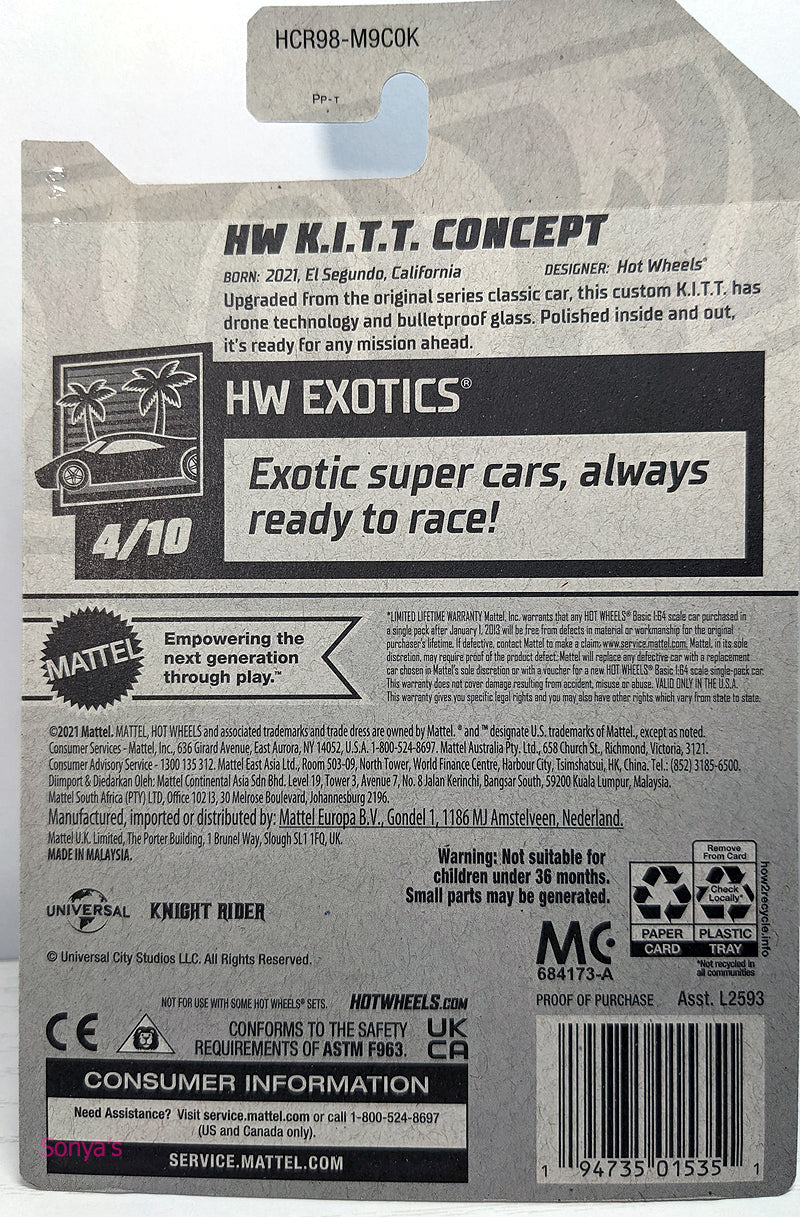 HCR98-M9C0K
PP-T
HW K.I.T.T. CONCEPT
BORN: 2021, El Segundo, California DESIGNER: Hot Wheels®
Upgraded from the original series classic car, this custom K.I.T.T. has
drone technology and bulletproof glass. Polished inside and out,
it's ready for any mission ahead.
HW EXOTICS®
Exotic super cars, always
ready to race!
4/10
MATTEL
Empowering the
next generation
through play.™
*LIMITED LIFETIME WARRANTY Mattel, Inc. warrants that any HOT WHEELS® Basic 1:64 scale car purchased in
a single pack after January 1, 2013 will be free from defects in material or workmanship for the original
purchaser's lifetime. If defective, contact Mattel to make a claim: www.service.mattel.com. Mattel, in its sole
discretion, may require proof of the product defect. Mattel will replace any defective car with a replacement
car chosen in Mattel's sole discretion or with a voucher for a new HOT WHEELS® Basic 1:64 scale single-pack car.
This warranty does not cover damage resulting from accident, misuse or abuse. VALID ONLY IN THE U.S.A.
This warranty gives you specific legal rights and you may also have other rights which vary from state to state.
©2021 Mattel. MATTEL, HOT WHEELS and associated trademarks and trade dress are owned by Mattel. ® and ™ designate U.S. trademarks of Mattel., except as noted.
Consumer Services - Mattel, Inc., 636 Girard Avenue, East Aurora, NY 14052, U.S.A. 1-800-524-8697. Mattel Australia Pty. Ltd., 658 Church St., Richmond, Victoria, 3121.
Consumer Advisory Service - 1300 135 312. Mattel East Asia Ltd., Room 503-09, North Tower, World Finance Centre, Harbour City, Tsimshatsui, HK, China. Tel.: (852) 3185-6500.
Diimport & Diedarkan Oleh: Mattel Continental Asia Sdn Bhd. Level 19, Tower 3, Avenue 7, No. 8 Jalan Kerinchi, Bangsar South, 59200 Kuala Lumpur, Malaysia.
Mattel South Africa (PTY) LTD, Office 102 I3, 30 Melrose Boulevard, Johannesburg 2196.
Manufactured, imported or distributed by: Mattel Europa B.V., Gondel 1, 1186 MJ Amstelveen, Nederland.
Mattel U.K. Limited, The Porter Building, 1 Brunel Way, Slough SL1 1FQ, UK.
MADE IN MALAYSIA.
Warning: Not suitable for
children under 36 months.
Small parts may be generated.
Remove
From Card
Check
Locally*
PAPER PLASTIC
CARD TRAY
*Not recycled in
all communities
how2recycle.info
UNIVERSAL KNIGHT RIDER
MC
684173-A
© Universal City Studios LLC. All Rights Reserved.
PROOF OF PURCHASE Asst. L2593
NOT FOR USE WITH SOME HOT WHEELS® SETS. HOTWHEELS.COM
CE
CONFORMS TO THE SAFETY
REQUIREMENTS OF ASTM F963.
UK
CA
CONSUMER INFORMATION
Need Assistance? Visit service.mattel.com or call 1-800-524-8697
(US and Canada only).
SERVICE.MATTEL.COM
Sonya's
1 94735 01535 1